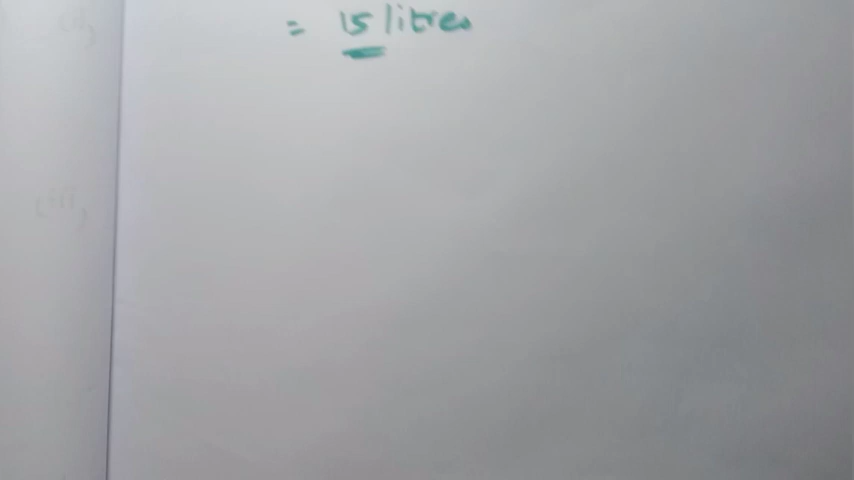 = 15 litres